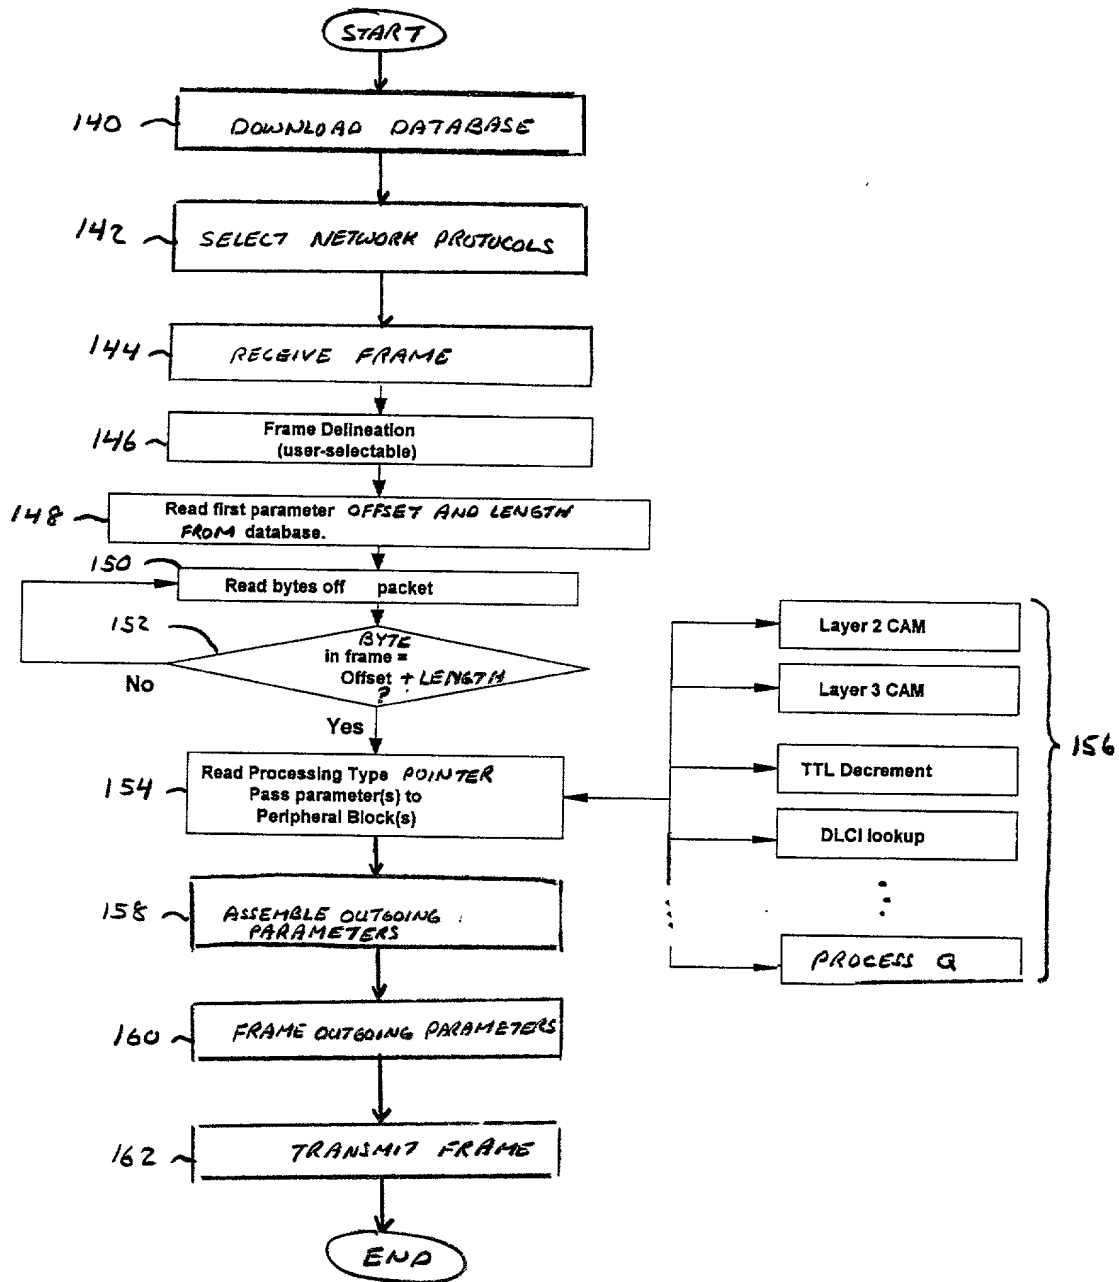 START
140
DOWNLOAD DATABASE
142
SELECT NETWORK PROTOCOLS
144
RECEIVE FRAME
146
Frame Delineation
(user-selectable)
148
Read first parameter OFFSET AND LENGTH
FROM database.
150
Read bytes off packet
152
BYTE
in frame =
Offset + LENGTH
?
No
Yes
154
Read Processing Type POINTER
Pass parameter(s) to
Peripheral Block(s)
Layer 2 CAM
Layer 3 CAM
TTL Decrement
DLCI lookup
PROCESS Q
156
158
ASSEMBLE OUTGOING
PARAMETERS
160
FRAME OUTGOING PARAMETERS
162
TRANSMIT FRAME
END